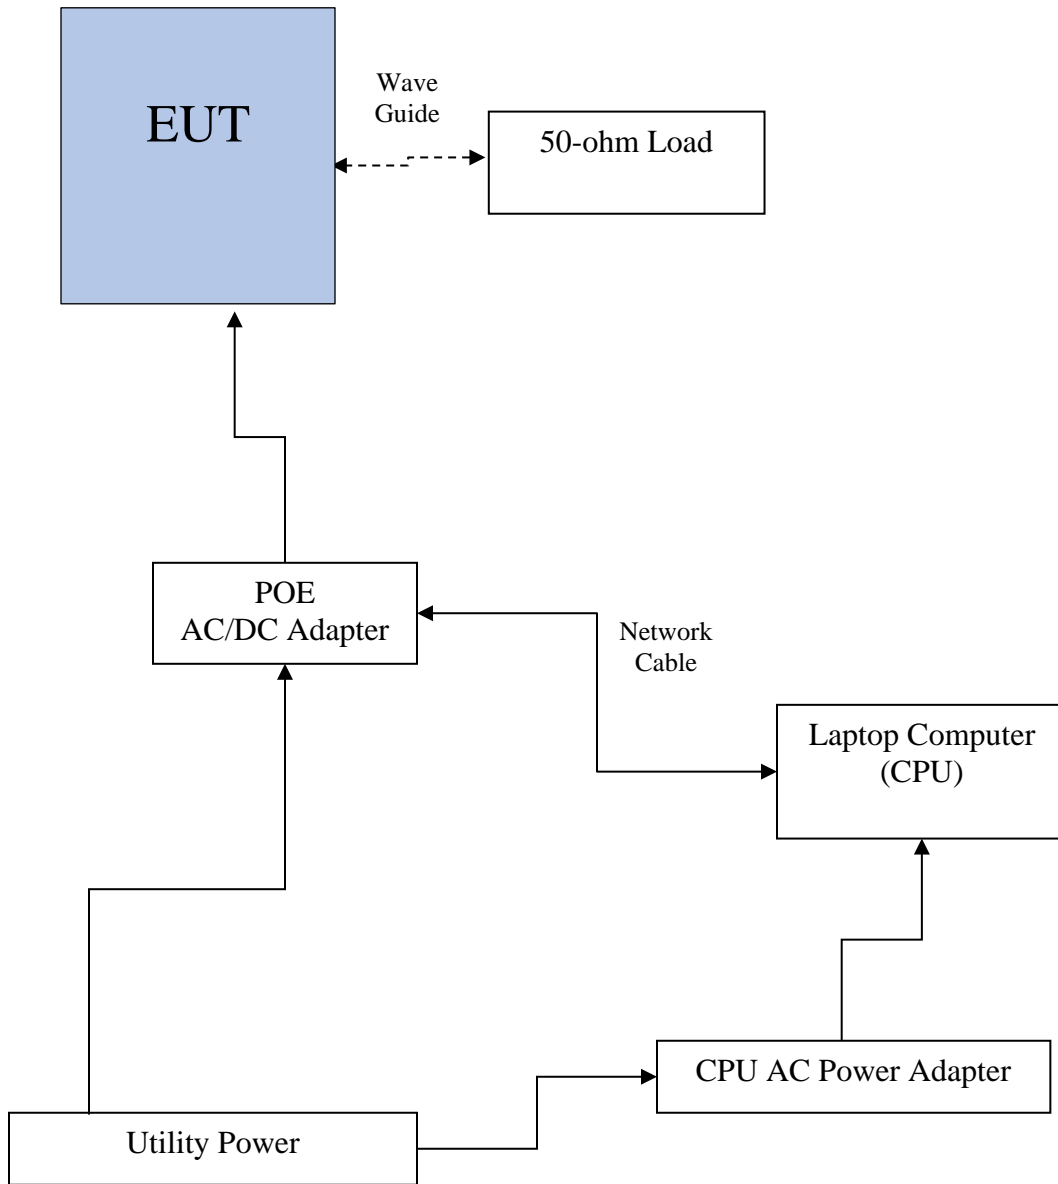 EUT
Wave
Guide
50-ohm Load
POE
AC/DC Adapter
Network
Cable
Laptop Computer
(CPU)
CPU AC Power Adapter
Utility Power